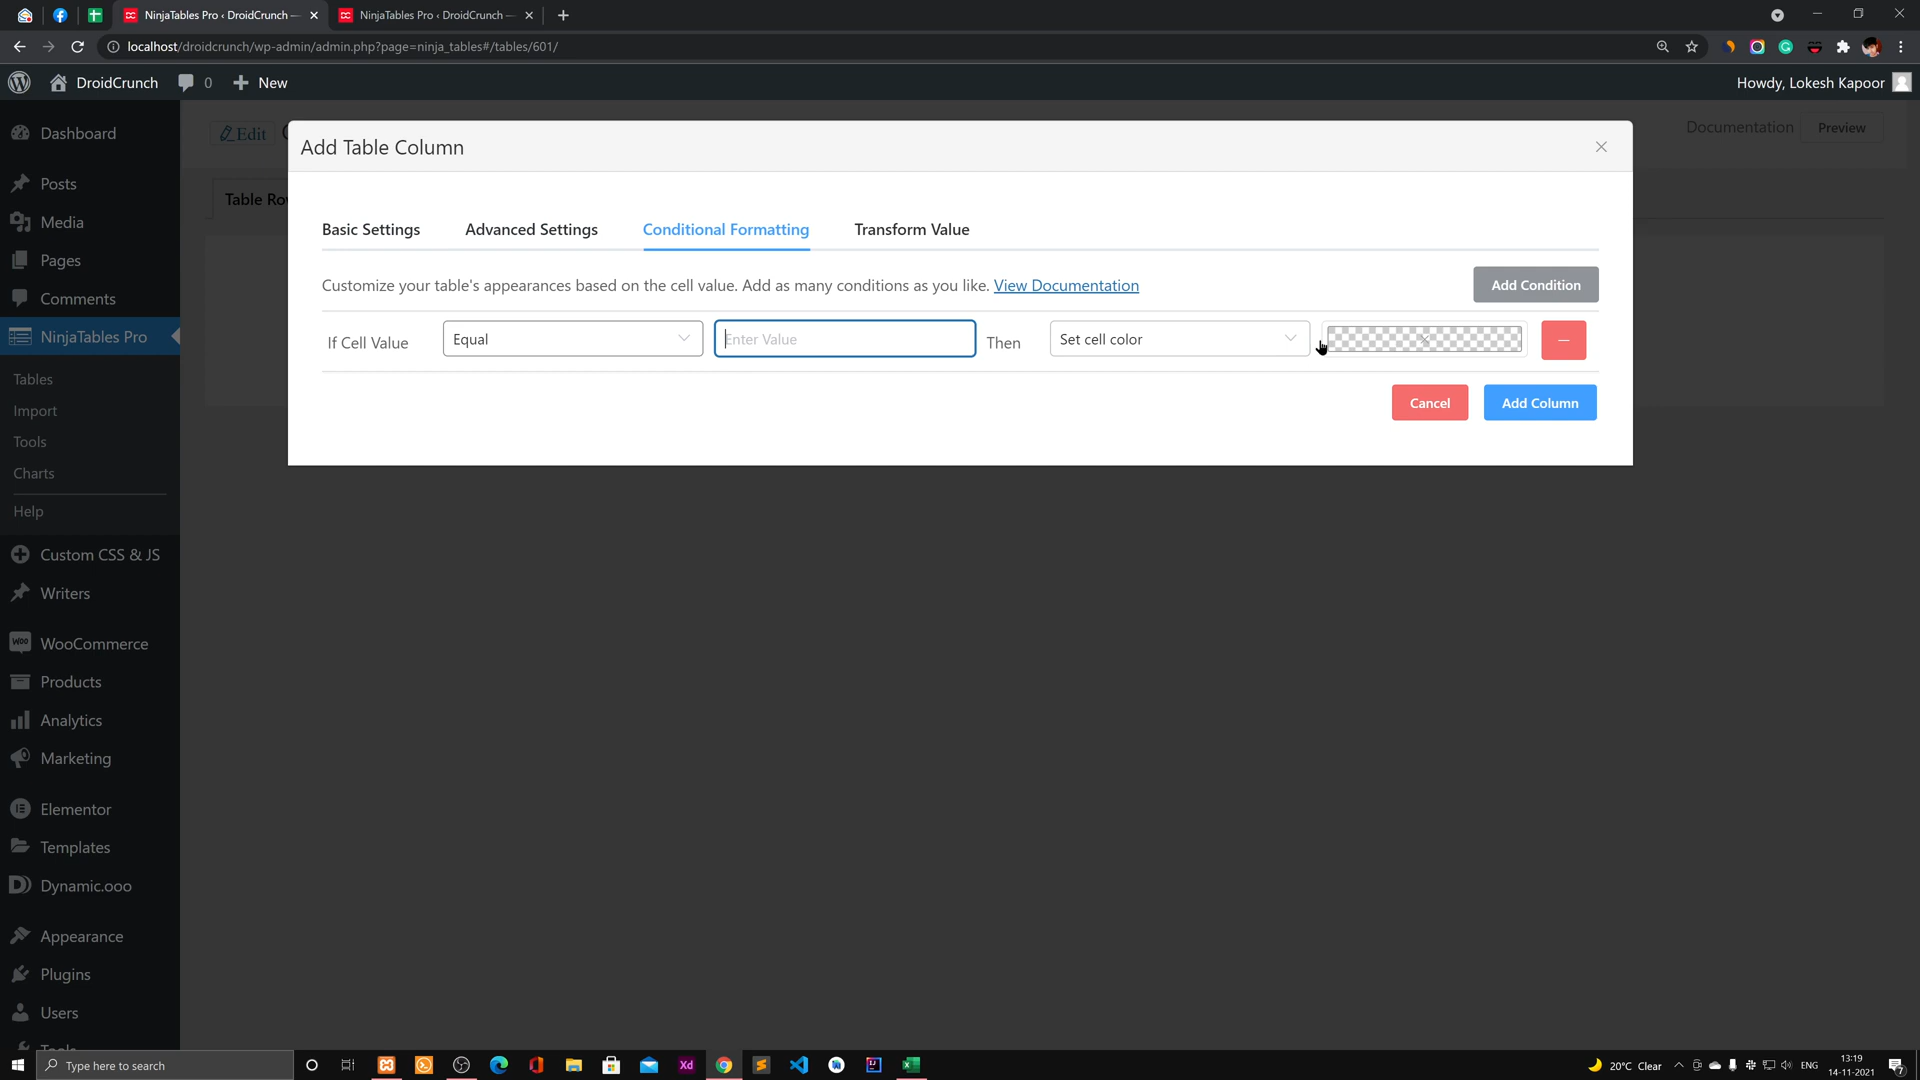 NinjaTables Pro ‹ DroidCrunch —
NinjaTables Pro ‹ DroidCrunch —
localhost/droidcrunch/wp-admin/admin.php?page=ninja_tables#/tables/601/
DroidCrunch
0
New
Howdy, Lokesh Kapoor
Dashboard
Posts
Media
Pages
Comments
NinjaTables Pro
Tables
Import
Tools
Charts
Help
Custom CSS & JS
Writers
WooCommerce
Products
Analytics
Marketing
Elementor
Templates
Dynamic.ooo
Appearance
Plugins
Users
Tools
Edit
Documentation
Preview
Table Ro
Add Table Column
Basic Settings
Advanced Settings
Conditional Formatting
Transform Value
Customize your table's appearances based on the cell value. Add as many conditions as you like. View Documentation
Add Condition
If Cell Value
Equal
Enter Value
Then
Set cell color
Cancel
Add Column
Type here to search
Xd
20°C Clear
ENG
13:19
14-11-2021
7